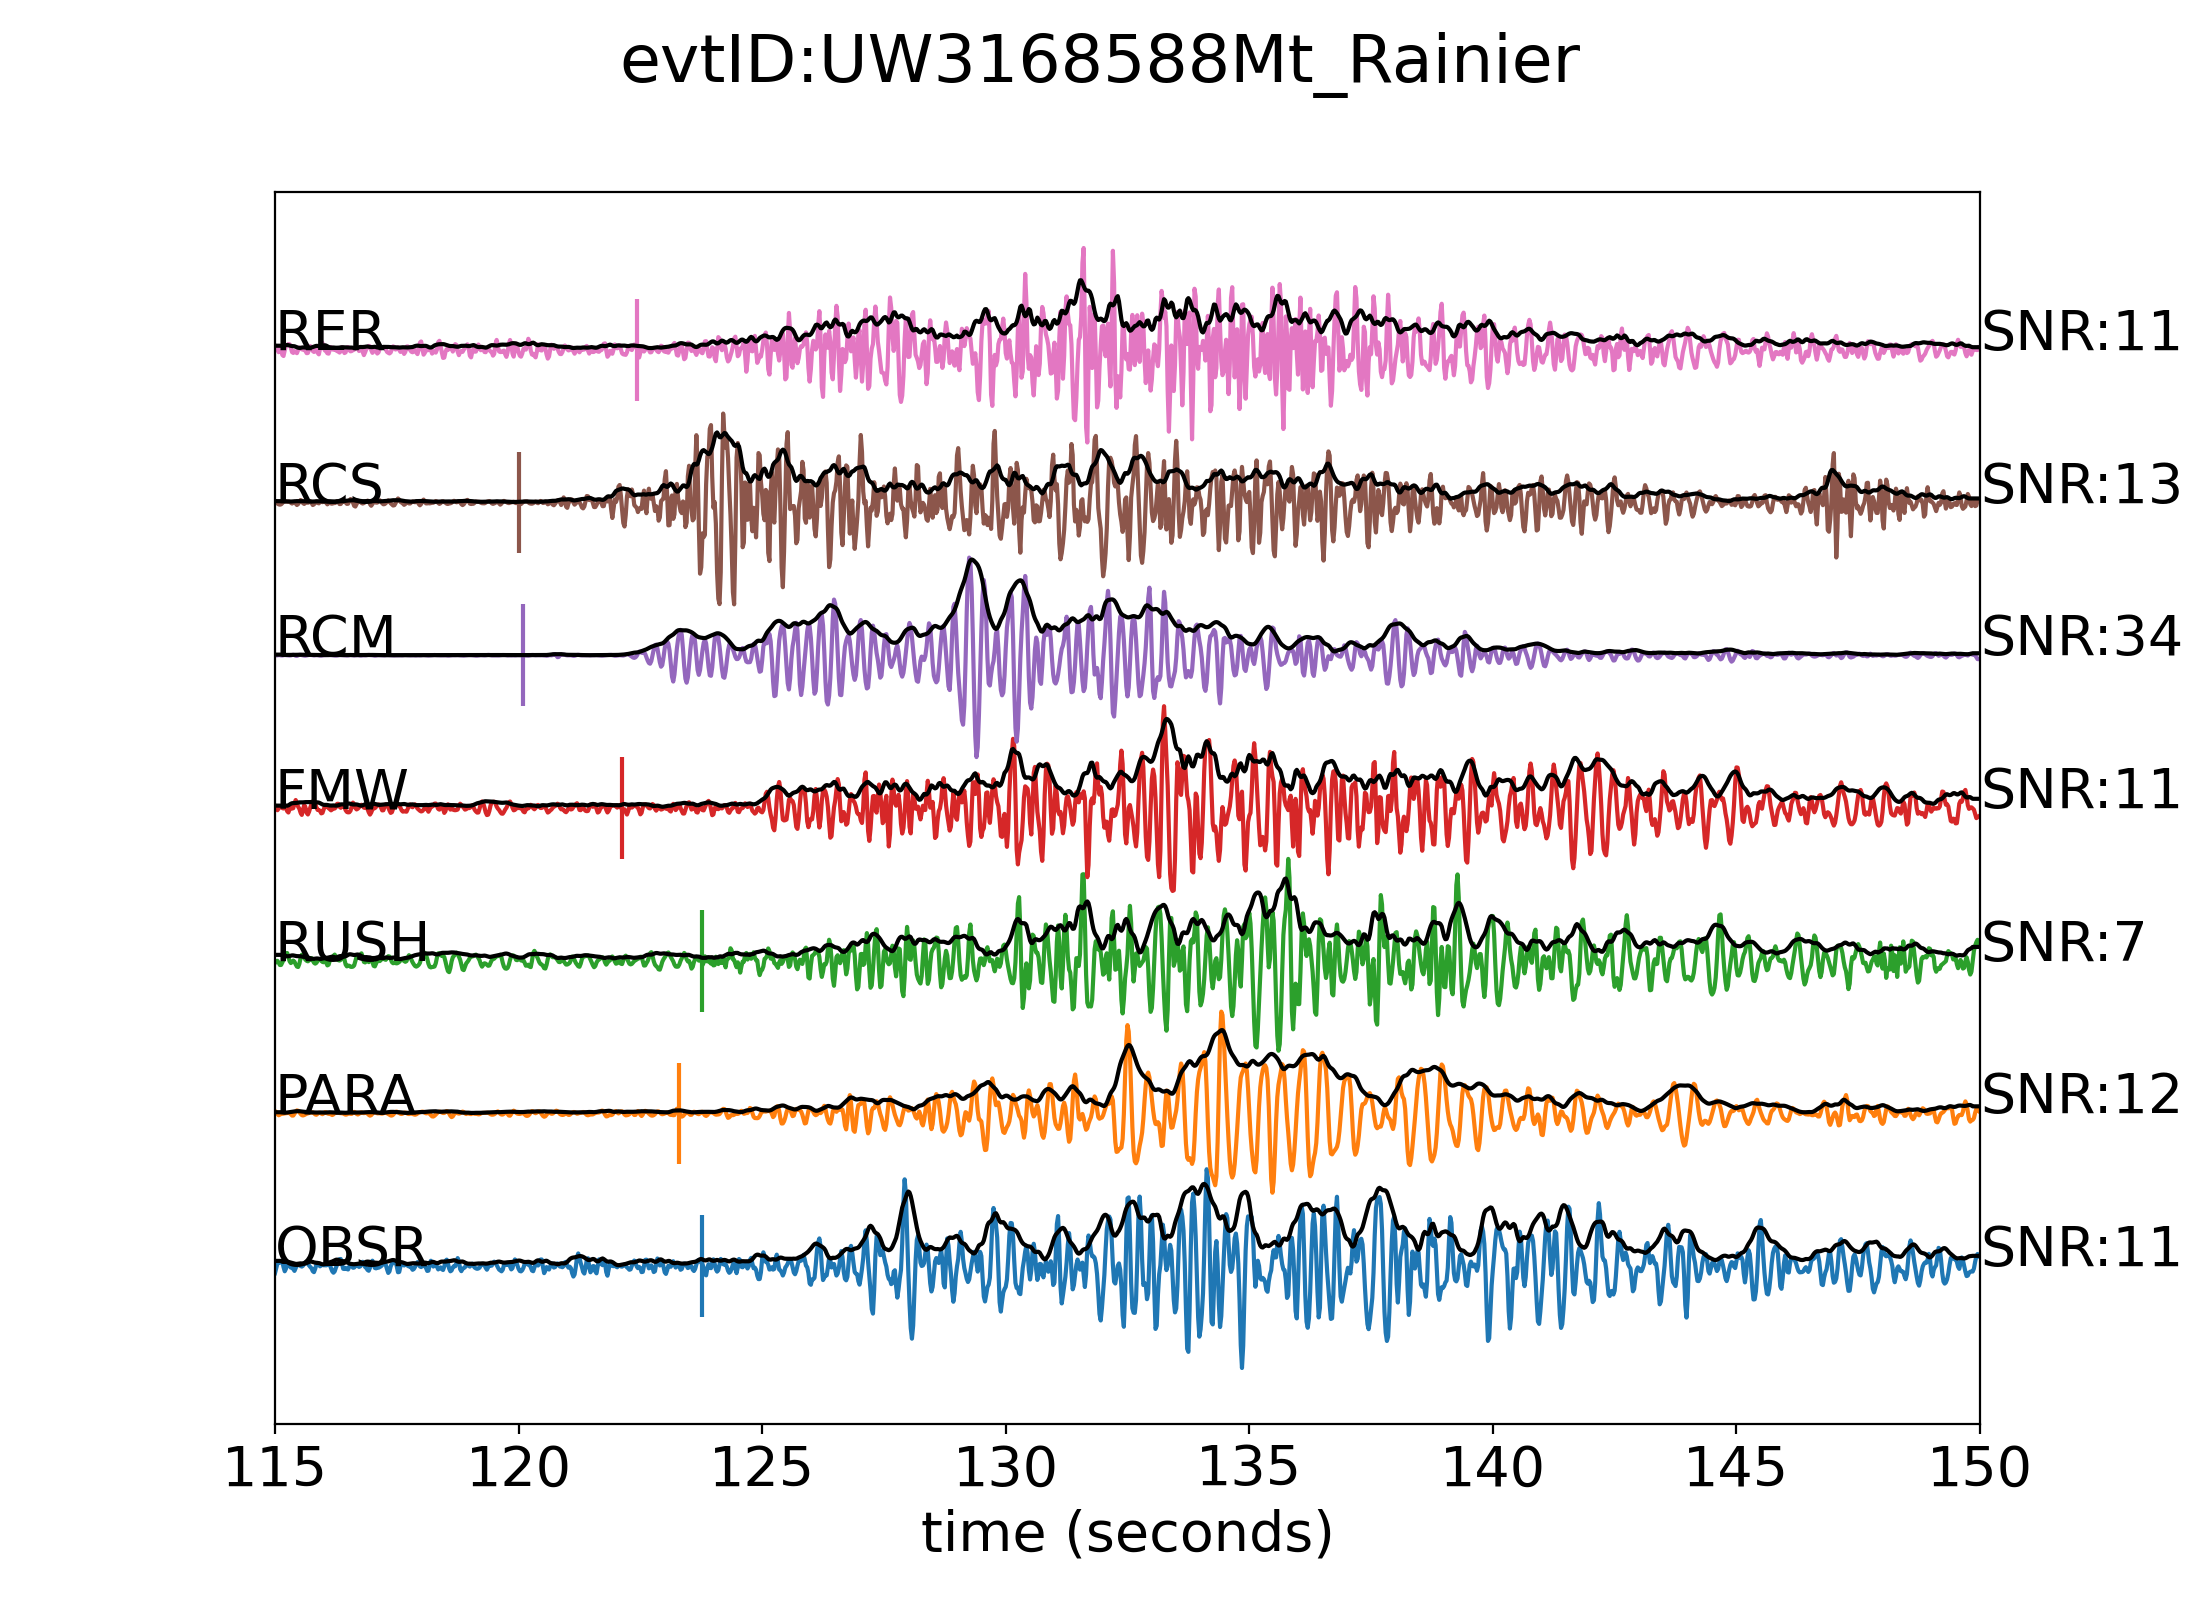 evtID:UW3168588Mt_Rainier
RER SNR:11
RCS SNR:13
RCM SNR:34
FMW SNR:11
RUSH SNR:7
PARA SNR:12
OBSR SNR:11
115 120 125 130 135 140 145 150
time (seconds)